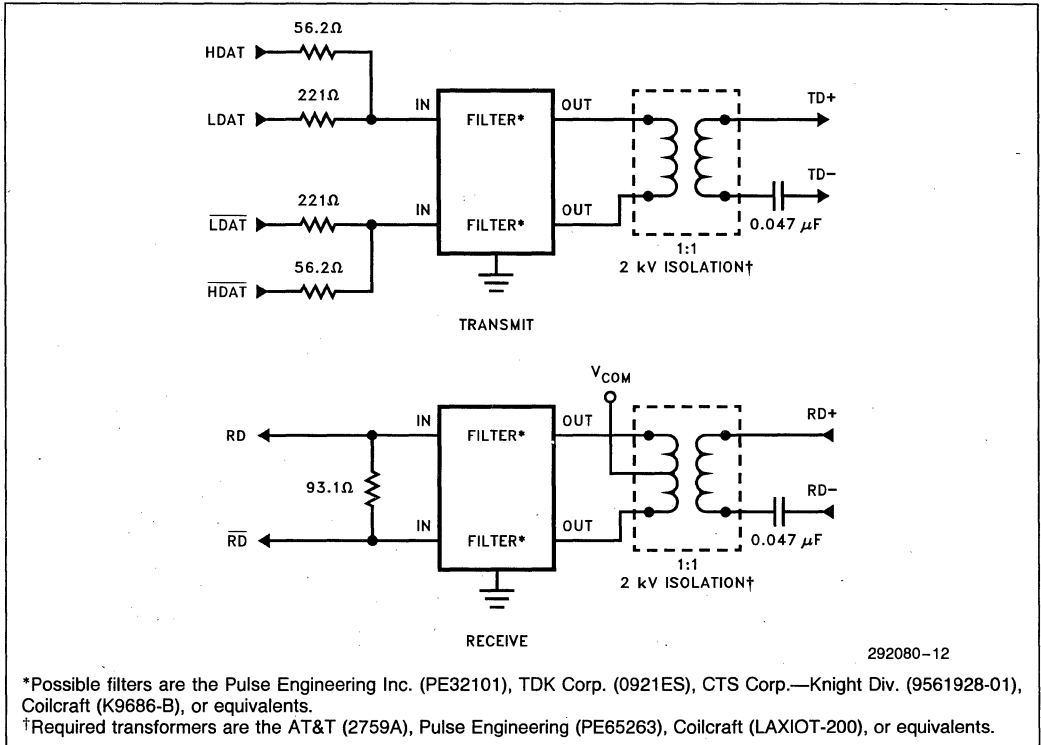 56.2Ω
HDAT
221Ω
LDAT
IN
FILTER*
OUT
TD+
TD-
0.047 μF
221Ω
L̅D̅A̅T̅
IN
FILTER*
OUT
56.2Ω
H̅D̅A̅T̅
1:1
2 kV ISOLATION†
TRANSMIT
VCOM
RD
IN
FILTER*
OUT
RD+
93.1Ω
RD-
R̅D̅
IN
FILTER*
OUT
0.047 μF
1:1
2 kV ISOLATION†
RECEIVE
292080-12
*Possible filters are the Pulse Engineering Inc. (PE32101), TDK Corp. (0921ES), CTS Corp.—Knight Div. (9561928-01),
Coilcraft (K9686-B), or equivalents.
†Required transformers are the AT&T (2759A), Pulse Engineering (PE65263), Coilcraft (LAXIOT-200), or equivalents.